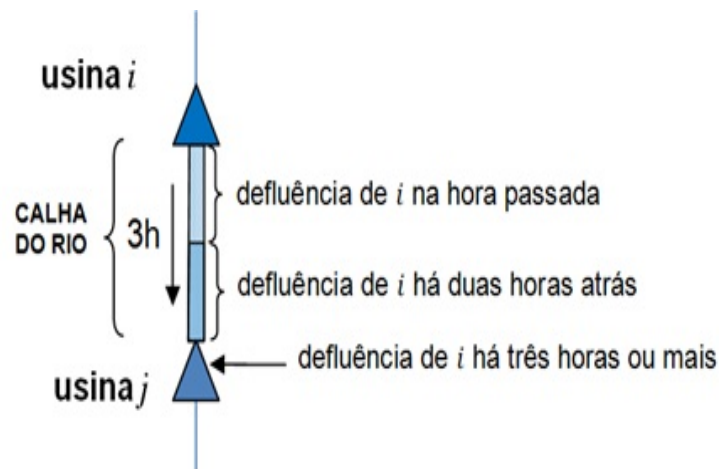 usina i
defluência de i na hora passada
CALHA
DO RIO
3h
defluência de i há duas horas atrás
defluência de i há três horas ou mais
usina j